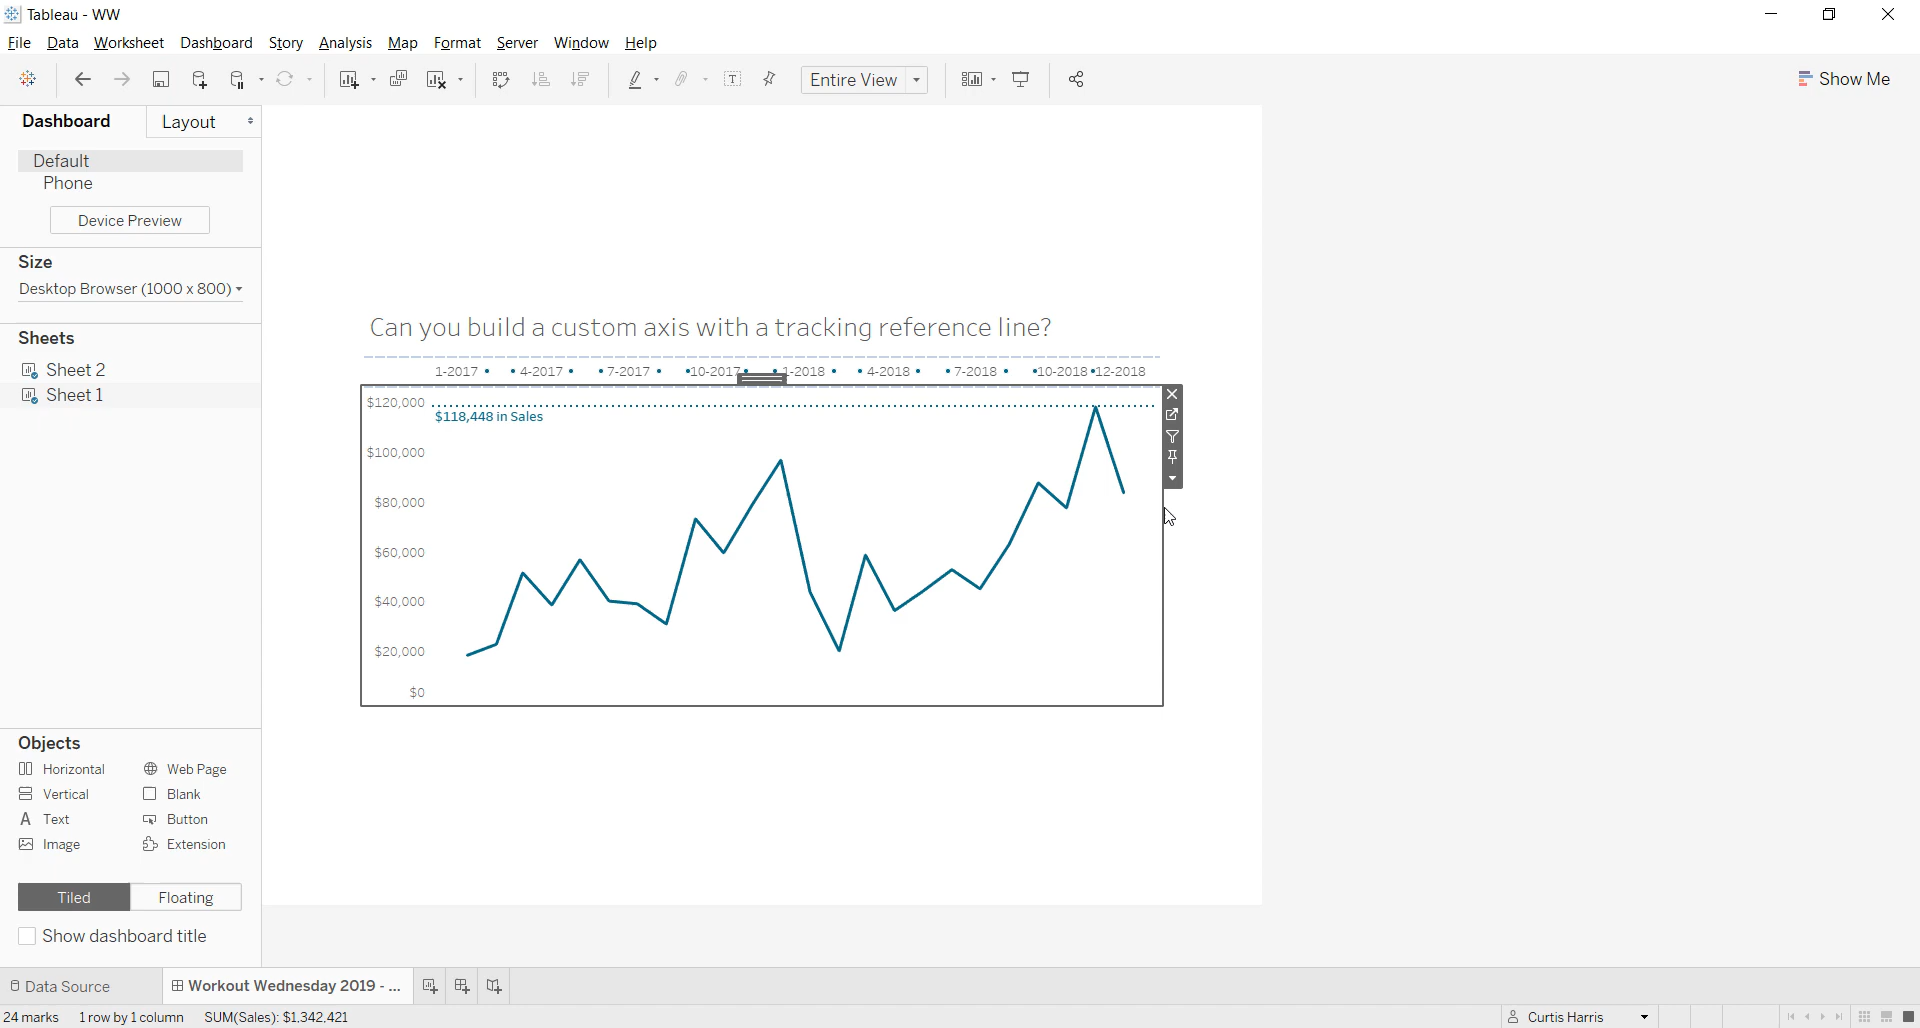 Tableau - WW
File Data Worksheet Dashboard Story Analysis Map Format Server Window Help
Entire View
Show Me
Dashboard Layout
Default
Phone
Device Preview
Size
Desktop Browser (1000 x 800)
Sheets
Sheet 2
Sheet 1
Can you build a custom axis with a tracking reference line?
1-2017 • • 4-2017 • • 7-2017 • •10-2017• •1-2018 • • 4-2018 • • 7-2018 • •10-2018•12-2018
$120,000
$118,448 in Sales
$100,000
$80,000
$60,000
$40,000
$20,000
$0
Objects
Horizontal Web Page
Vertical Blank
A Text Button
Image Extension
Tiled Floating
Show dashboard title
Data Source Workout Wednesday 2019 - ...
24 marks 1 row by 1 column SUM(Sales): $1,342,421 Curtis Harris